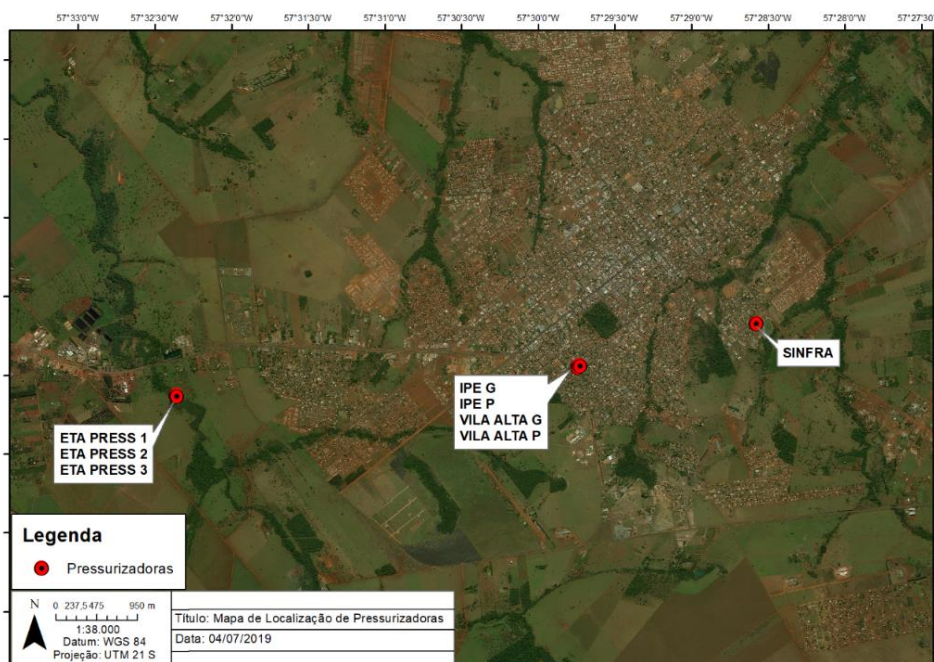 57°33'0"W 57°32'30"W 57°32'0"W 57°31'30"W 57°31'0"W 57°30'30"W 57°30'0"W 57°29'30"W 57°29'0"W 57°28'30"W 57°28'0"W 57°27'30"
SINFRA
IPE G
IPE P
VILA ALTA G
VILA ALTA P
ETA PRESS 1
ETA PRESS 2
ETA PRESS 3
Legenda
Pressurizadoras
N
0 237,5475 950 m
1:38.000
Datum: WGS 84
Projeção: UTM 21 S
Título: Mapa de Localização de Pressurizadoras
Data: 04/07/2019